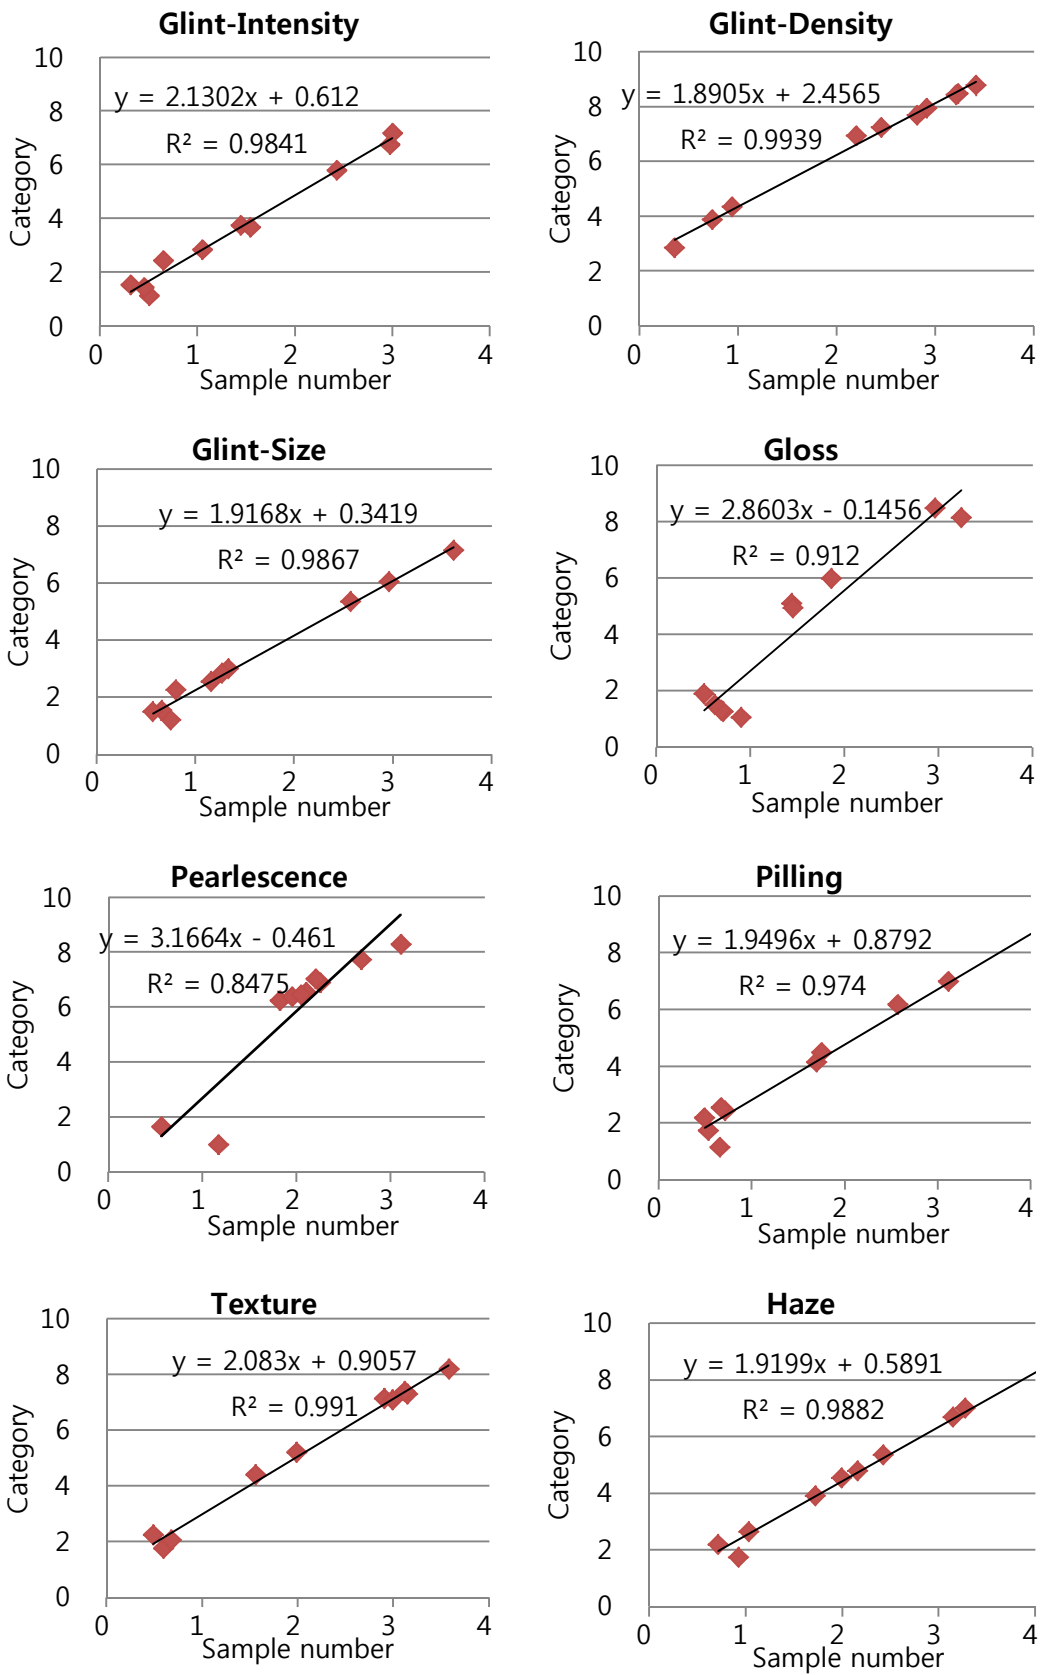 Glint-Intensity
10
8
6
4
2
0
y = 2.1302x + 0.612
R² = 0.9841
Category
0 1 2 3 4
Sample number
Glint-Density
10
8
6
4
2
0
y = 1.8905x + 2.4565
R² = 0.9939
Category
0 1 2 3 4
Sample number
Glint-Size
10
8
6
4
2
0
y = 1.9168x + 0.3419
R² = 0.9867
Category
0 1 2 3 4
Sample number
Gloss
10
8
6
4
2
0
y = 2.8603x - 0.1456
R² = 0.912
Category
0 1 2 3 4
Sample number
Pearlescence
10
8
6
4
2
0
y = 3.1664x - 0.461
R² = 0.8475
Category
0 1 2 3 4
Sample number
Pilling
10
8
6
4
2
0
y = 1.9496x + 0.8792
R² = 0.974
Category
0 1 2 3 4
Sample number
Texture
10
8
6
4
2
0
y = 2.083x + 0.9057
R² = 0.991
Category
0 1 2 3 4
Sample number
Haze
10
8
6
4
2
0
y = 1.9199x + 0.5891
R² = 0.9882
Category
0 1 2 3 4
Sample number